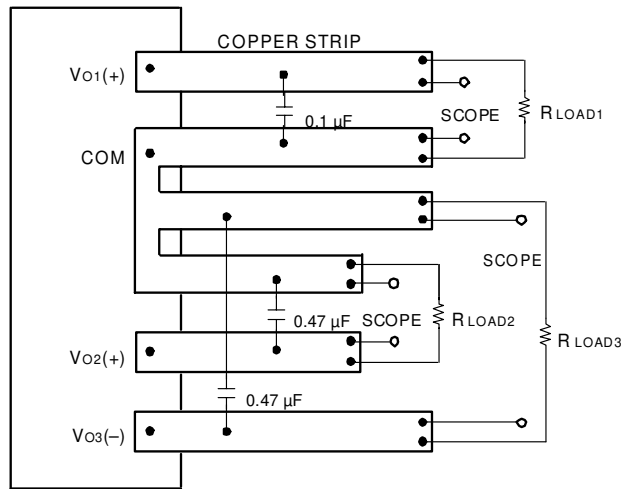 COPPER STRIP
VO1(+)
SCOPE
0.1 µF
RLOAD1
COM
SCOPE
0.47 µF
SCOPE
RLOAD2
RLOAD3
VO2(+)
0.47 µF
VO3(–)